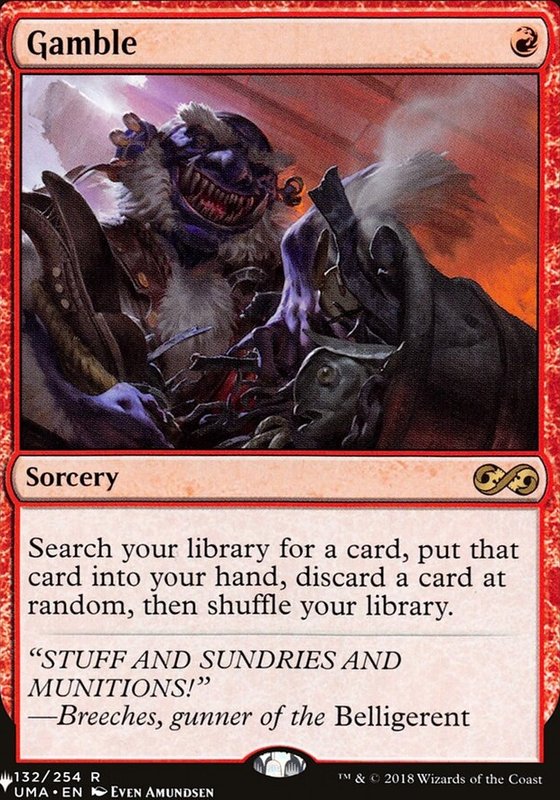 Gamble
Sorcery
Search your library for a card, put that
card into your hand, discard a card at
random, then shuffle your library.
“STUFF AND SUNDRIES AND
MUNITIONS!”
—Breeches, gunner of the Belligerent
132/254 R
UMA • EN Even Amundsen
™ & © 2018 Wizards of the Coast